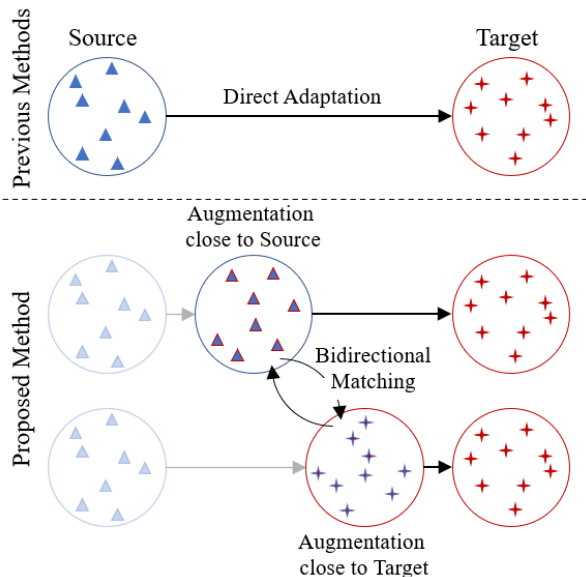 Previous Methods
Source
Target
Direct Adaptation
Proposed Method
Augmentation
close to Source
Bidirectional
Matching
Augmentation
close to Target